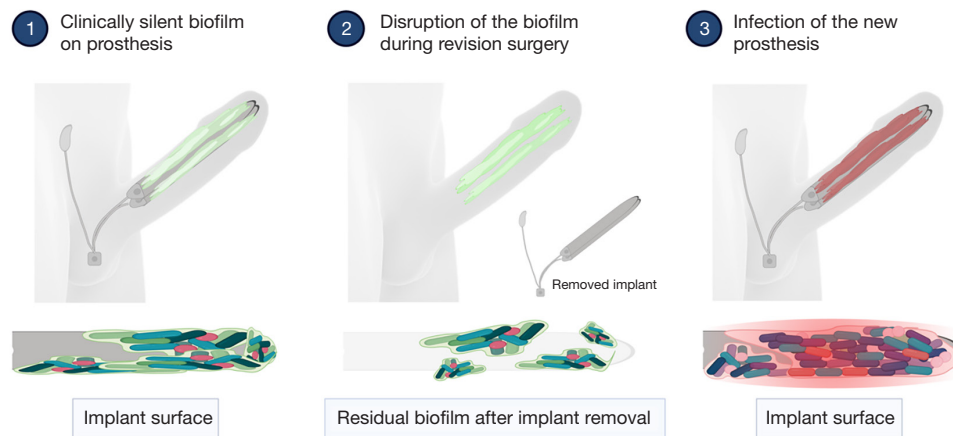 1
Clinically silent biofilm
on prosthesis
2
Disruption of the biofilm
during revision surgery
3
Infection of the new
prosthesis
Removed implant
Implant surface
Residual biofilm after implant removal
Implant surface